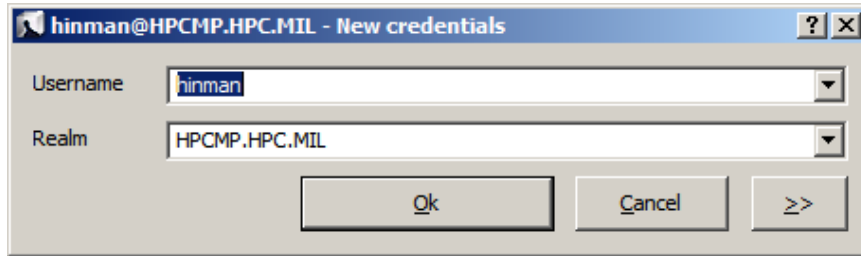 hinman@HPCMP.HPC.MIL - New credentials
Username hinman
Realm HPCMP.HPC.MIL
Ok Cancel >>